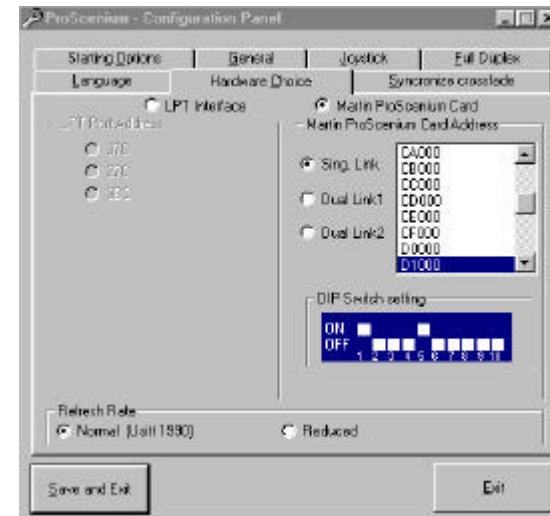 ProScenium - Configuration Panel
Starting Options
General
Joystick
Full Duplex
Language
Hardware Choice
Syncronize crossfade
LPT Interface
Martin ProScenium Card
LPT Port Address
378
Martin ProScenium Card Address
Sing. Link
Dual Link1
Dual Link2
CA000
CB000
CC000
CD000
CE000
CF000
D0000
D1000
DIP Switch setting
ON
OFF
1 2 3 4 5 6 7 8 9 10
Refresh Rate
Normal (Usitt 1990)
Reduced
Save and Exit
Exit